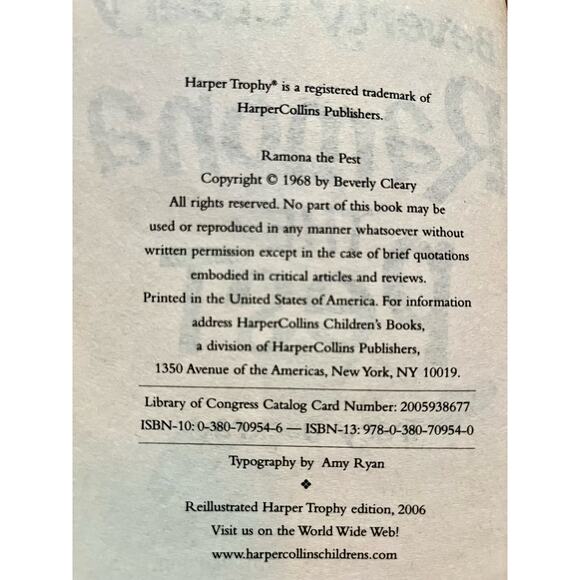 Beverly Cleary
Ramona
the
Pest
Harper Trophy® is a registered trademark of
HarperCollins Publishers.
Ramona the Pest
Copyright © 1968 by Beverly Cleary
All rights reserved. No part of this book may be
used or reproduced in any manner whatsoever without
written permission except in the case of brief quotations
embodied in critical articles and reviews.
Printed in the United States of America. For information
address HarperCollins Children's Books,
a division of HarperCollins Publishers,
1350 Avenue of the Americas, New York, NY 10019.
Library of Congress Catalog Card Number: 2005938677
ISBN-10: 0-380-70954-6 — ISBN-13: 978-0-380-70954-0
Typography by Amy Ryan
❖
Reillustrated Harper Trophy edition, 2006
Visit us on the World Wide Web!
www.harpercollinschildrens.com